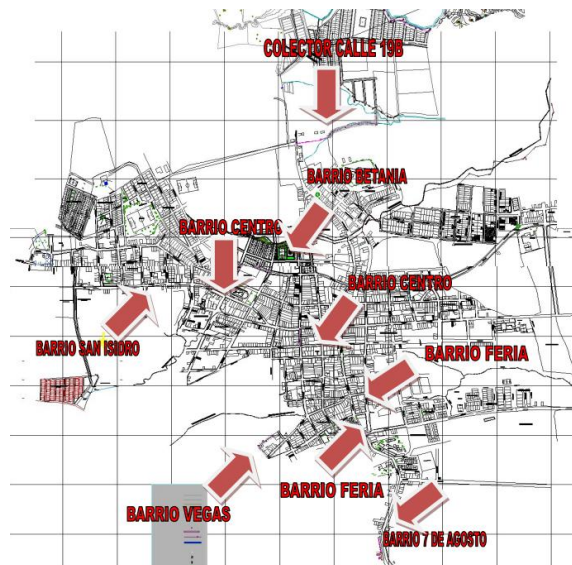 COLECTOR CALLE 19B
BARRIO BETANIA
BARRIO CENTRO
BARRIO CENTRO
BARRIO SAN ISIDRO
BARRIO FERIA
BARRIO FERIA
BARRIO VEGAS
BARRIO 7 DE AGOSTO